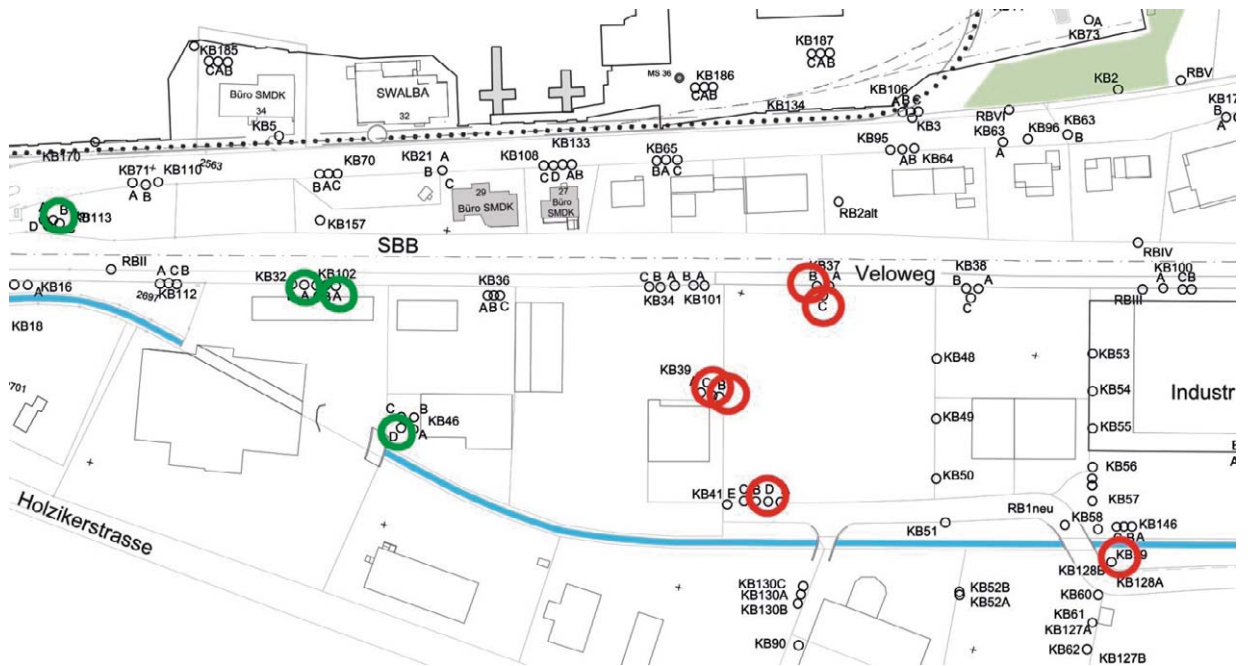 A
KB73
KB185
CAB
KB187
CAB
MS 36
KB186
CAB
Büro SMDK
34
SWALBA
32
KB2
RBV
KB106
AB C
KB134
KB3
RBVI
KB17
A
B
KB5
KB170
KB133
KB95
AB
KB64
KB63
A
KB96
KB63
B
KB71
A
B
KB110
2563
KB70
BAC
KB21
A
B
C
KB108
C D AB
KB65
BA C
29
Büro SMDK
27
Büro
SMDK
RB2alt
B
D
KB157
SBB
RBIV
RBII
A C B
KB112
2697
KB16
A
KB18
KB32
KB102
A
A
KB36
AB C
C B A
KB34
B A
KB101
KB37
B
A
C
Veloweg
KB38
B
A
C
KB100
A
CB
RBIII
KB48
KB53
KB39
A
C
B
KB54
Industr
KB49
KB55
C
B
KB46
D
A
KB56
KB50
KB57
KB41
E
C B D
RB1neu
KB51
KB58
KB146
BA
KB128B
KB128A
Holzikerstrasse
KB130C
KB130A
KB130B
KB52B
KB52A
KB60
KB61
KB127A
KB90
KB62
KB127B